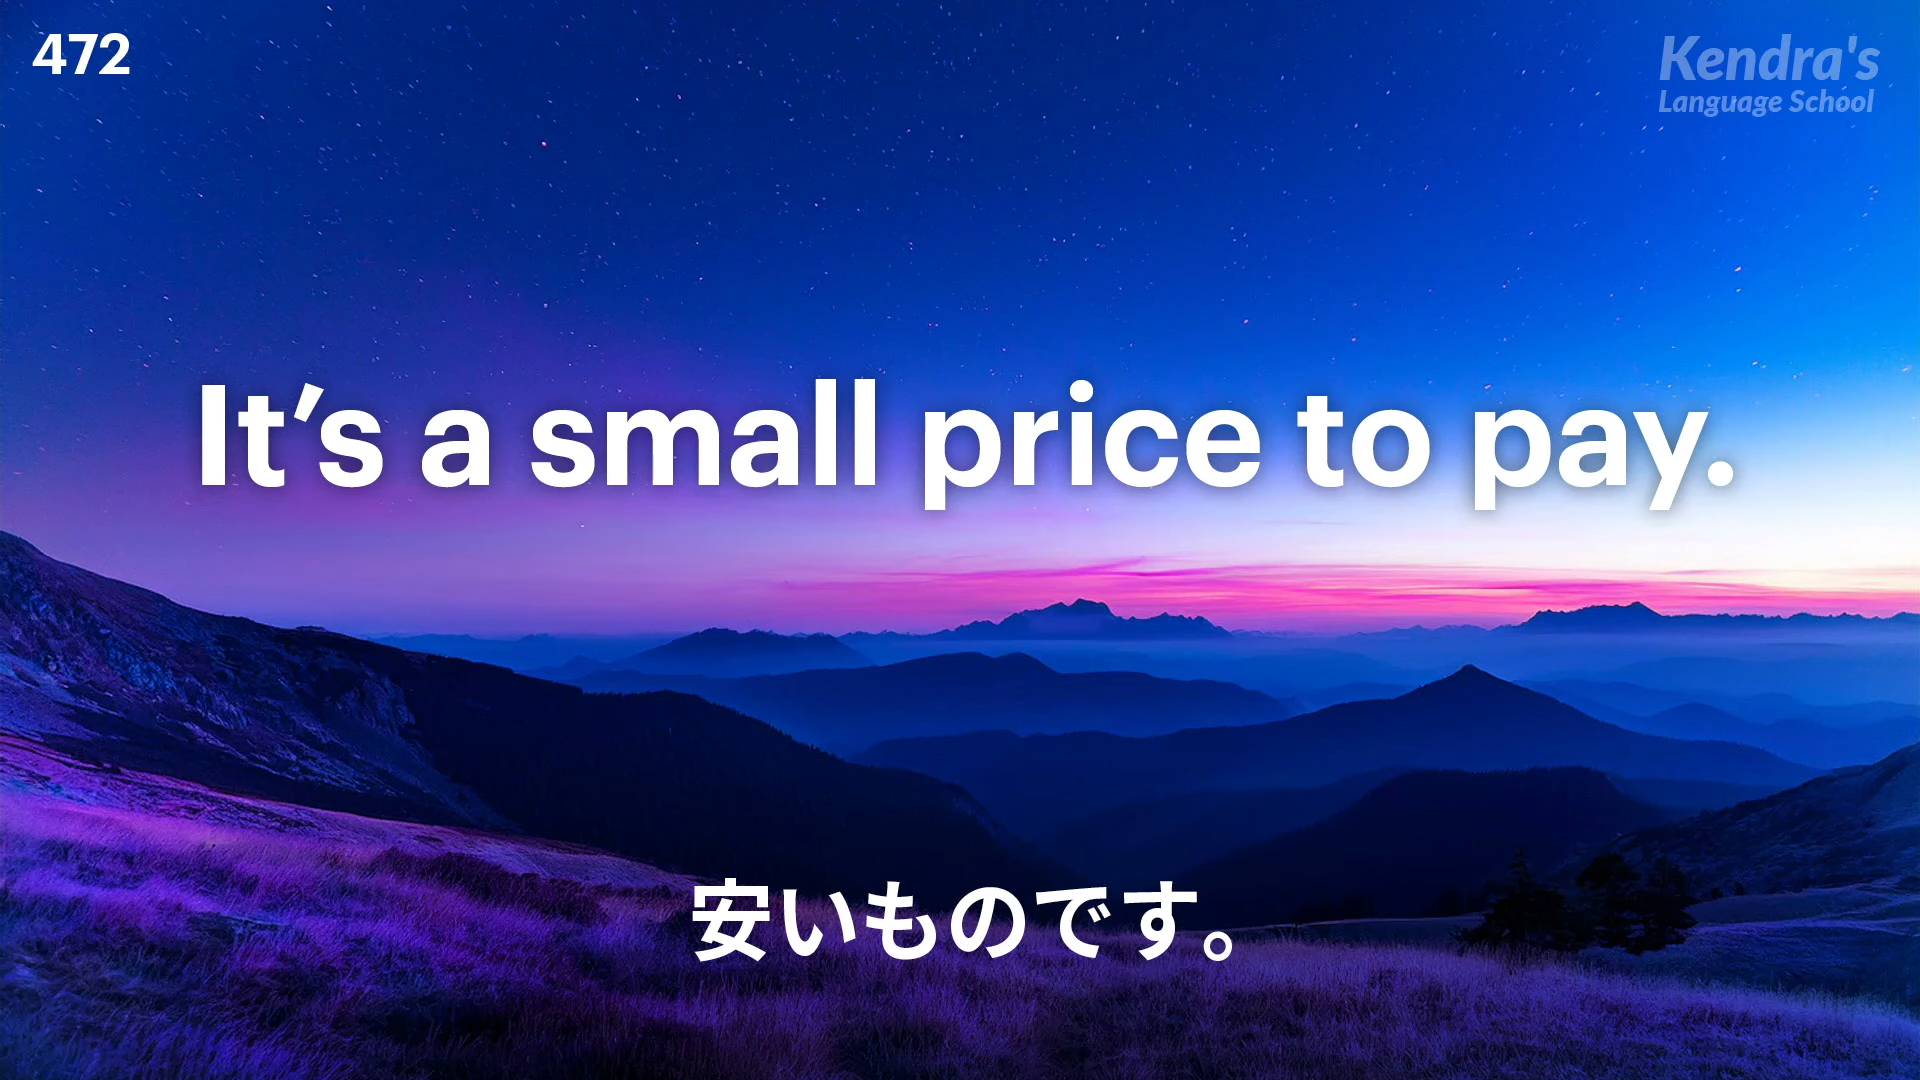 472
Kendra's
Language School
It’s a small price to pay.
安いものです。